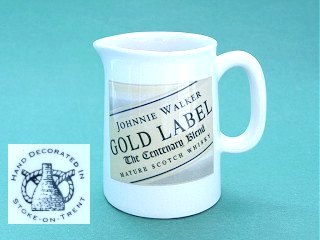 JOHNNIE WALKER
GOLD LABEL
The Centenary Blend
MATURE SCOTCH WHISKY
HAND DECORATED IN
STOKE-ON-TRENT